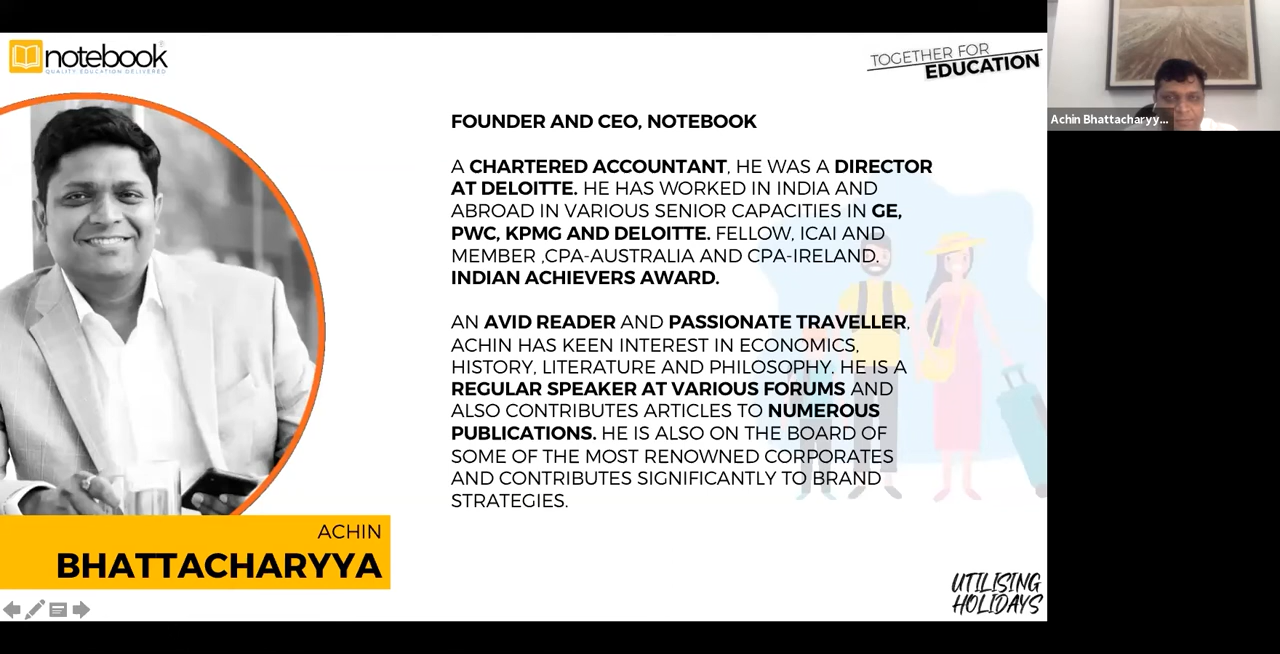 notebook
QUALITY EDUCATION DELIVERED
TOGETHER FOR
EDUCATION
Achin Bhattacharyy...
FOUNDER AND CEO, NOTEBOOK
A CHARTERED ACCOUNTANT, HE WAS A DIRECTOR
AT DELOITTE. HE HAS WORKED IN INDIA AND
ABROAD IN VARIOUS SENIOR CAPACITIES IN GE,
PWC, KPMG AND DELOITTE. FELLOW, ICAI AND
MEMBER ,CPA-AUSTRALIA AND CPA-IRELAND.
INDIAN ACHIEVERS AWARD.
AN AVID READER AND PASSIONATE TRAVELLER,
ACHIN HAS KEEN INTEREST IN ECONOMICS,
HISTORY, LITERATURE AND PHILOSOPHY. HE IS A
REGULAR SPEAKER AT VARIOUS FORUMS AND
ALSO CONTRIBUTES ARTICLES TO NUMEROUS
PUBLICATIONS. HE IS ALSO ON THE BOARD OF
SOME OF THE MOST RENOWNED CORPORATES
AND CONTRIBUTES SIGNIFICANTLY TO BRAND
STRATEGIES.
ACHIN
BHATTACHARYYA
UTILISING
HOLIDAYS